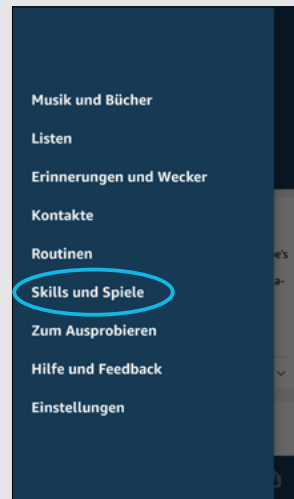 Musik und Bücher
Listen
Erinnerungen und Wecker
Kontakte
Routinen
Skills und Spiele
Zum Ausprobieren
Hilfe und Feedback
Einstellungen
e's
a-